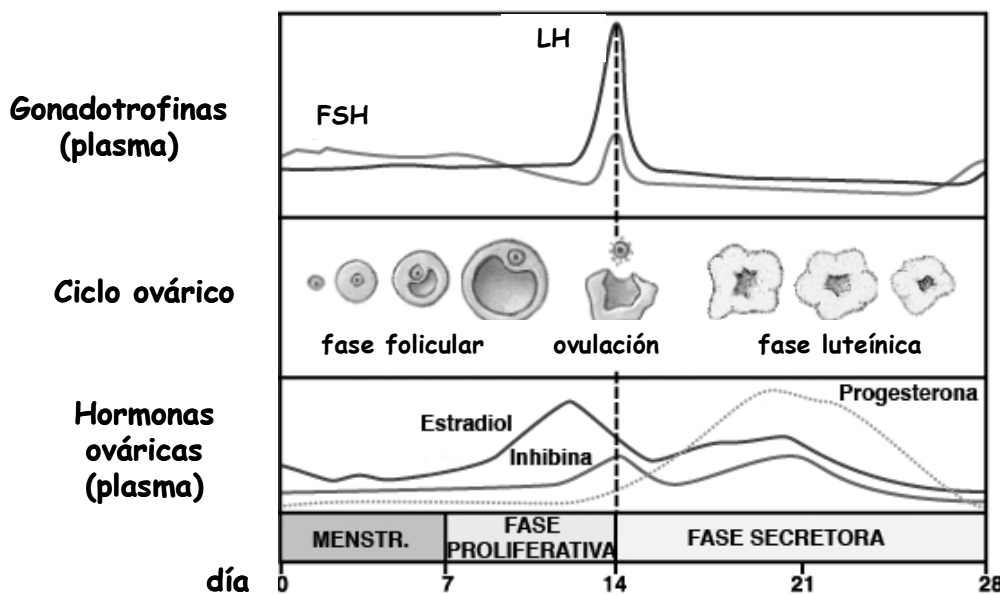 LH
FSH
Gonadotrofinas
(plasma)
Ciclo ovárico
fase folicular
ovulación
fase luteínica
Hormonas
ováricas
(plasma)
Progesterona
Estradiol
Inhibina
MENSTR.
FASE
PROLIFERATIVA
FASE SECRETORA
día
0
7
14
21
28